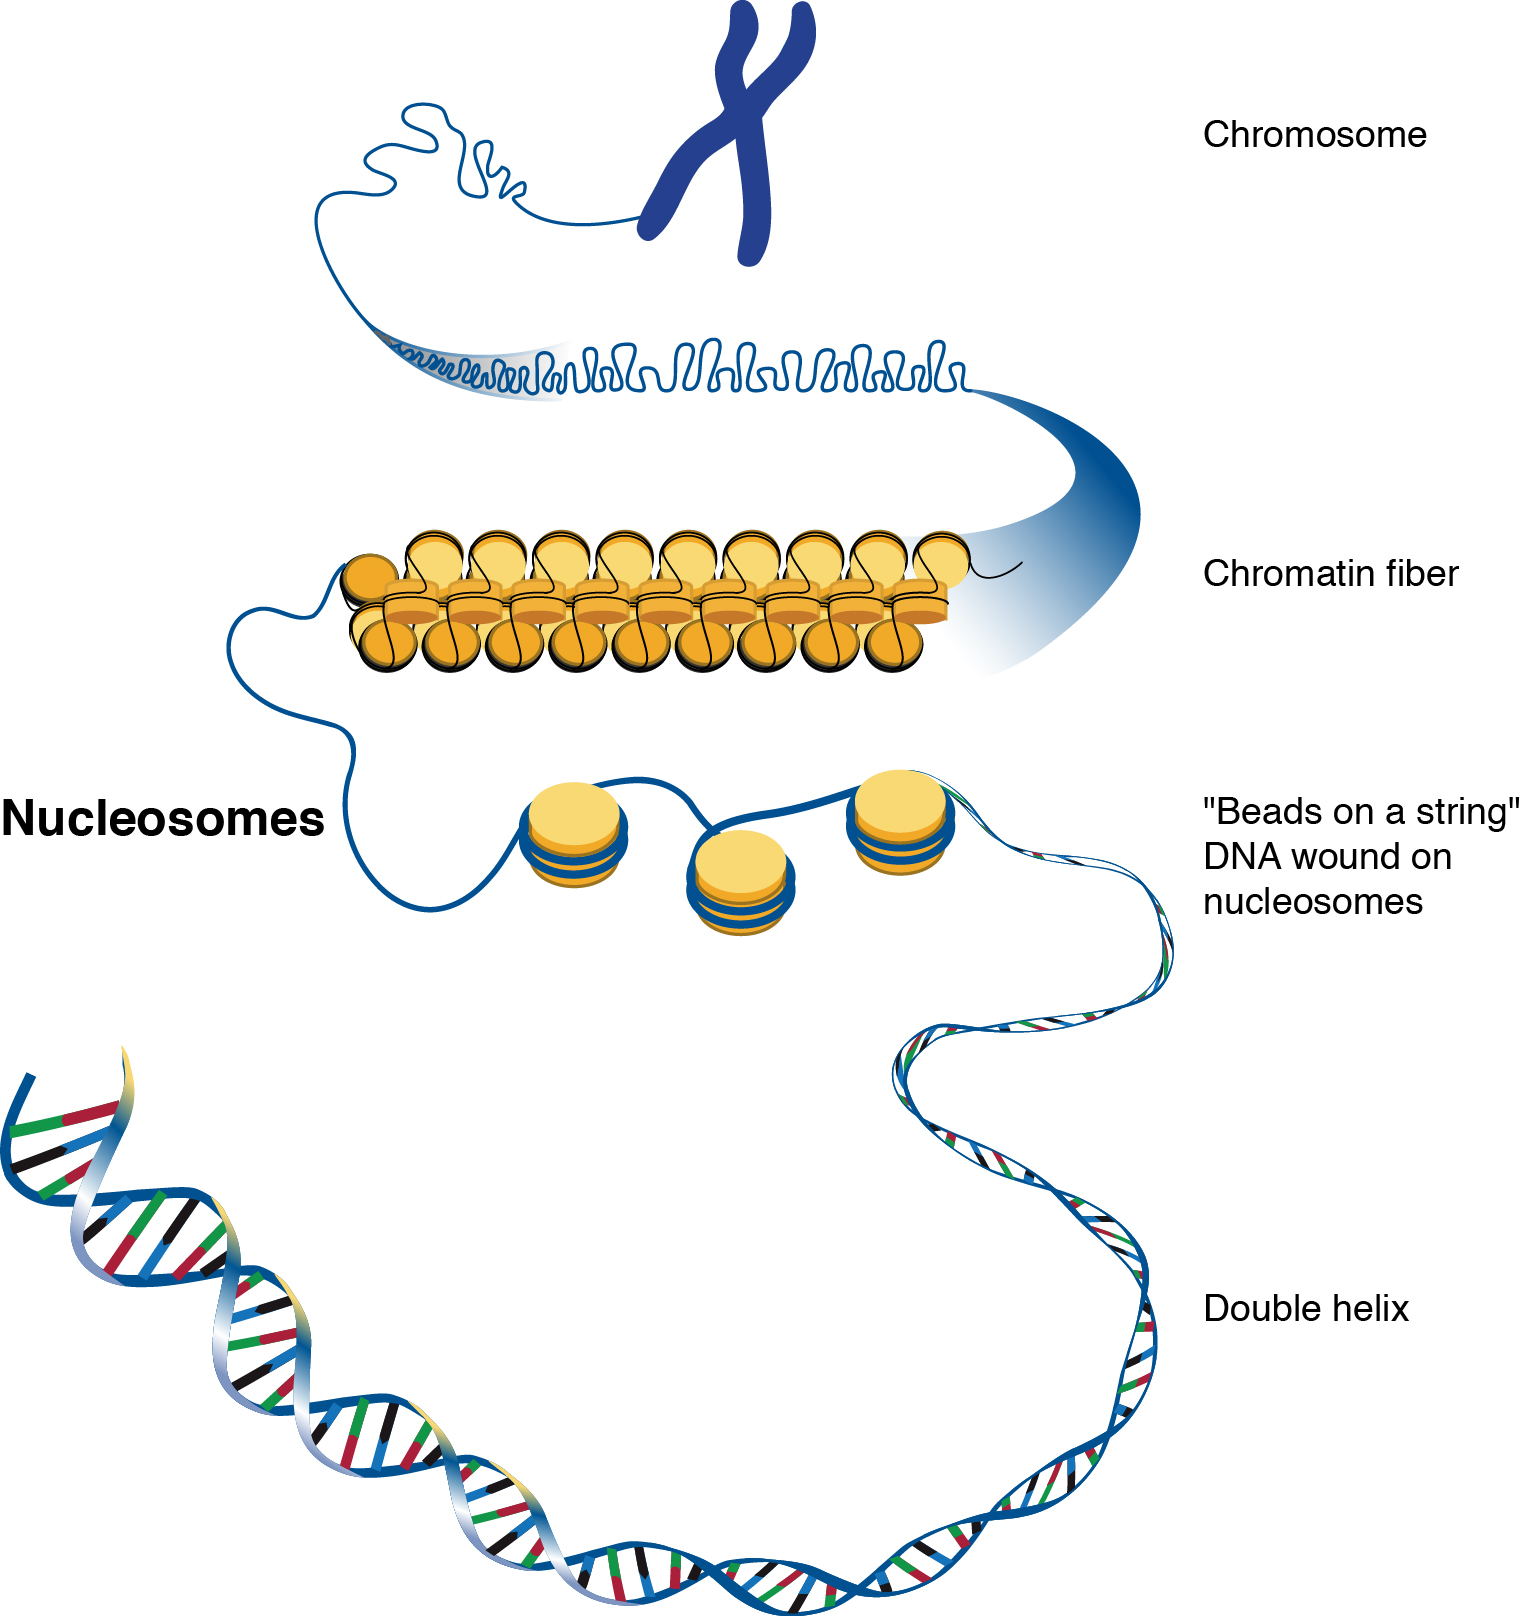 Chromosome
Chromatin fiber
Nucleosomes
"Beads on a string"
DNA wound on
nucleosomes
Double helix